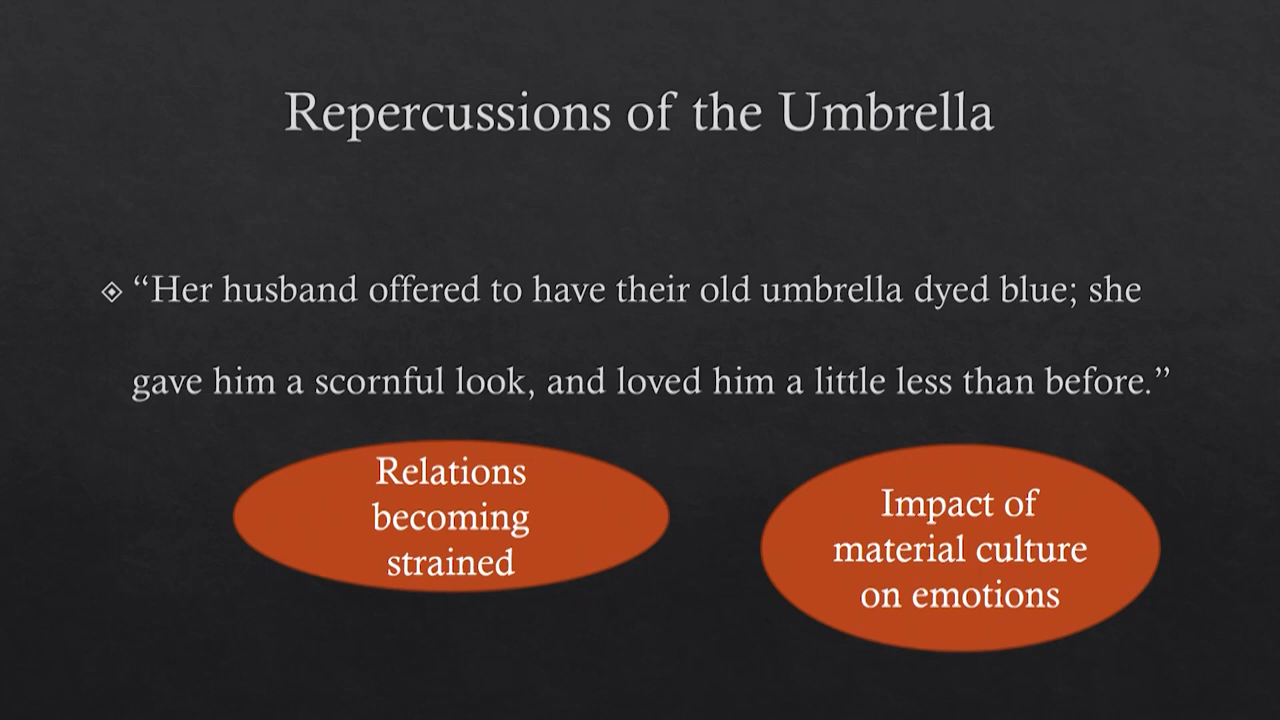 Repercussions of the Umbrella
“Her husband offered to have their old umbrella dyed blue; she
gave him a scornful look, and loved him a little less than before.”
Relations
becoming
strained
Impact of
material culture
on emotions